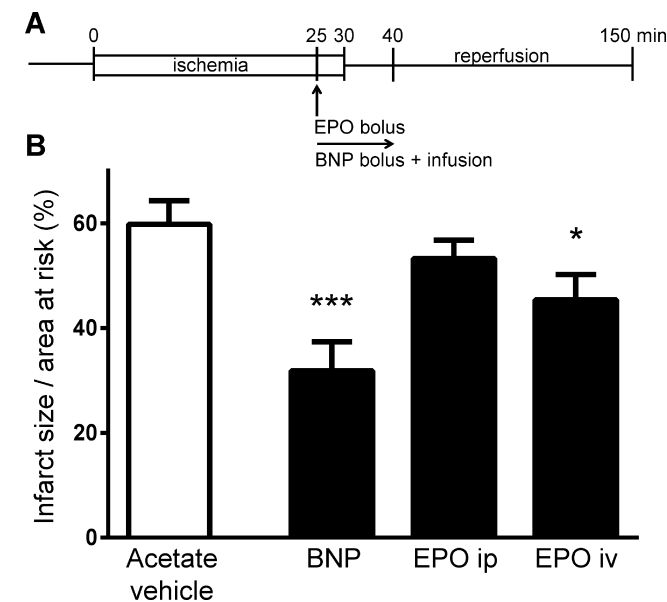 A
0 25 30 40 150 min
ischemia reperfusion
EPO bolus
BNP bolus + infusion
B
Infarct size / area at risk (%)
60
40
20
0
***
*
Acetate vehicle BNP EPO ip EPO iv